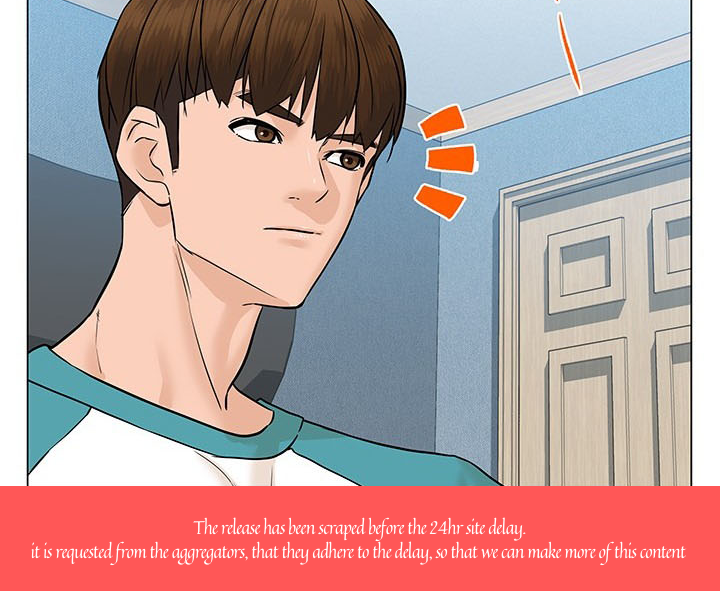 The release has been scraped before the 24hr site delay.
it is requested from the aggregators, that they adhere to the delay, so that we can make more of this content